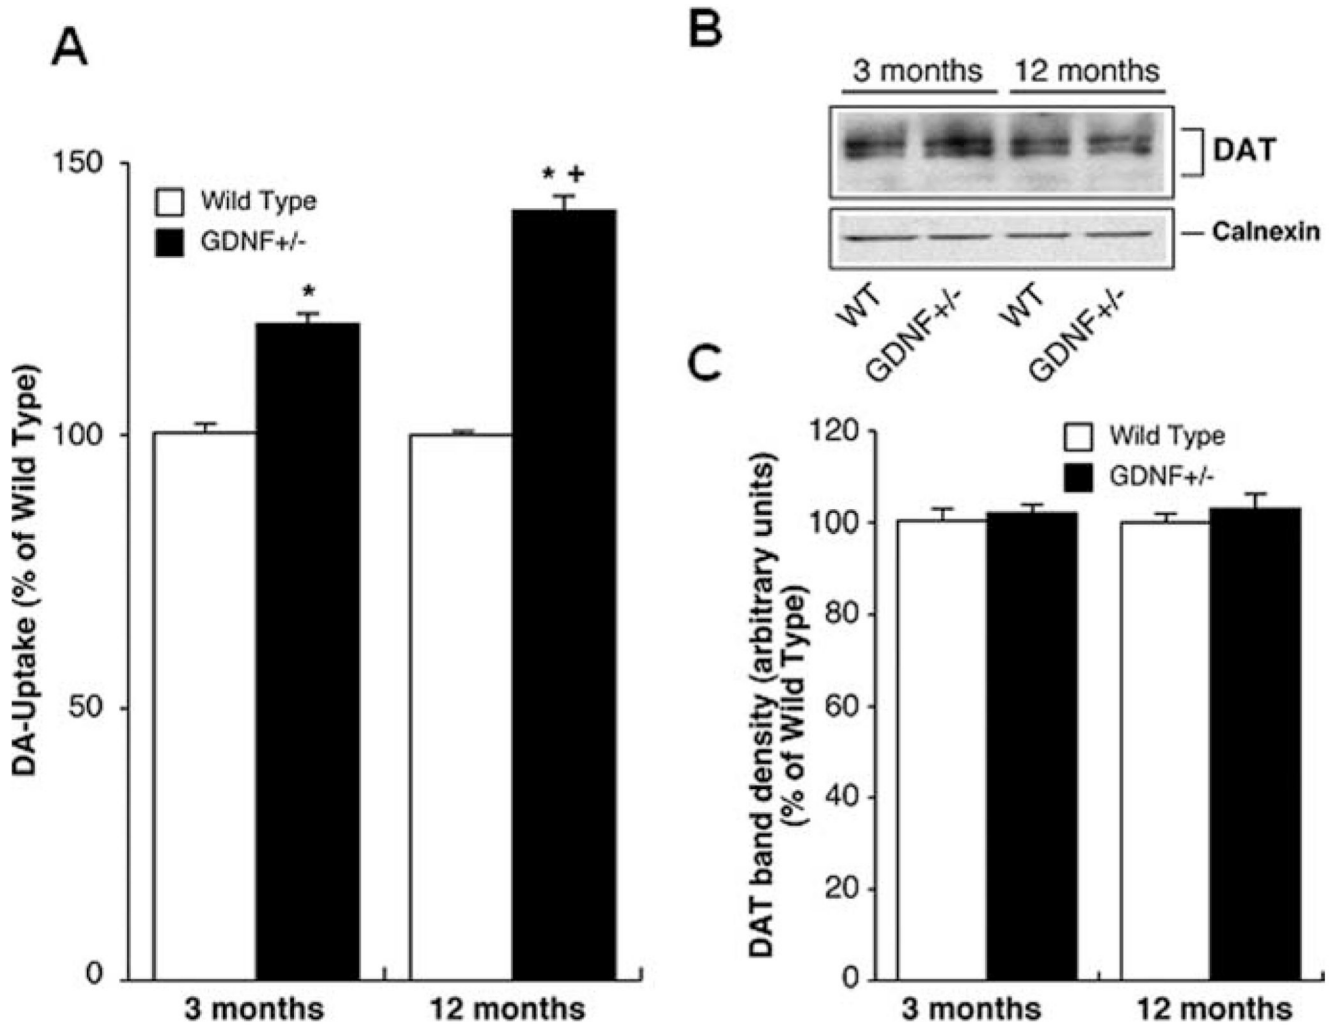 A
150
100
50
0
DA-Uptake (% of Wild Type)
Wild Type
GDNF+/-
*
* +
3 months 12 months
B
3 months 12 months
DAT
Calnexin
WT GDNF+/- WT GDNF+/-
C
120
100
80
60
40
20
0
DAT band density (arbitrary units)
(% of Wild Type)
Wild Type
GDNF+/-
3 months 12 months